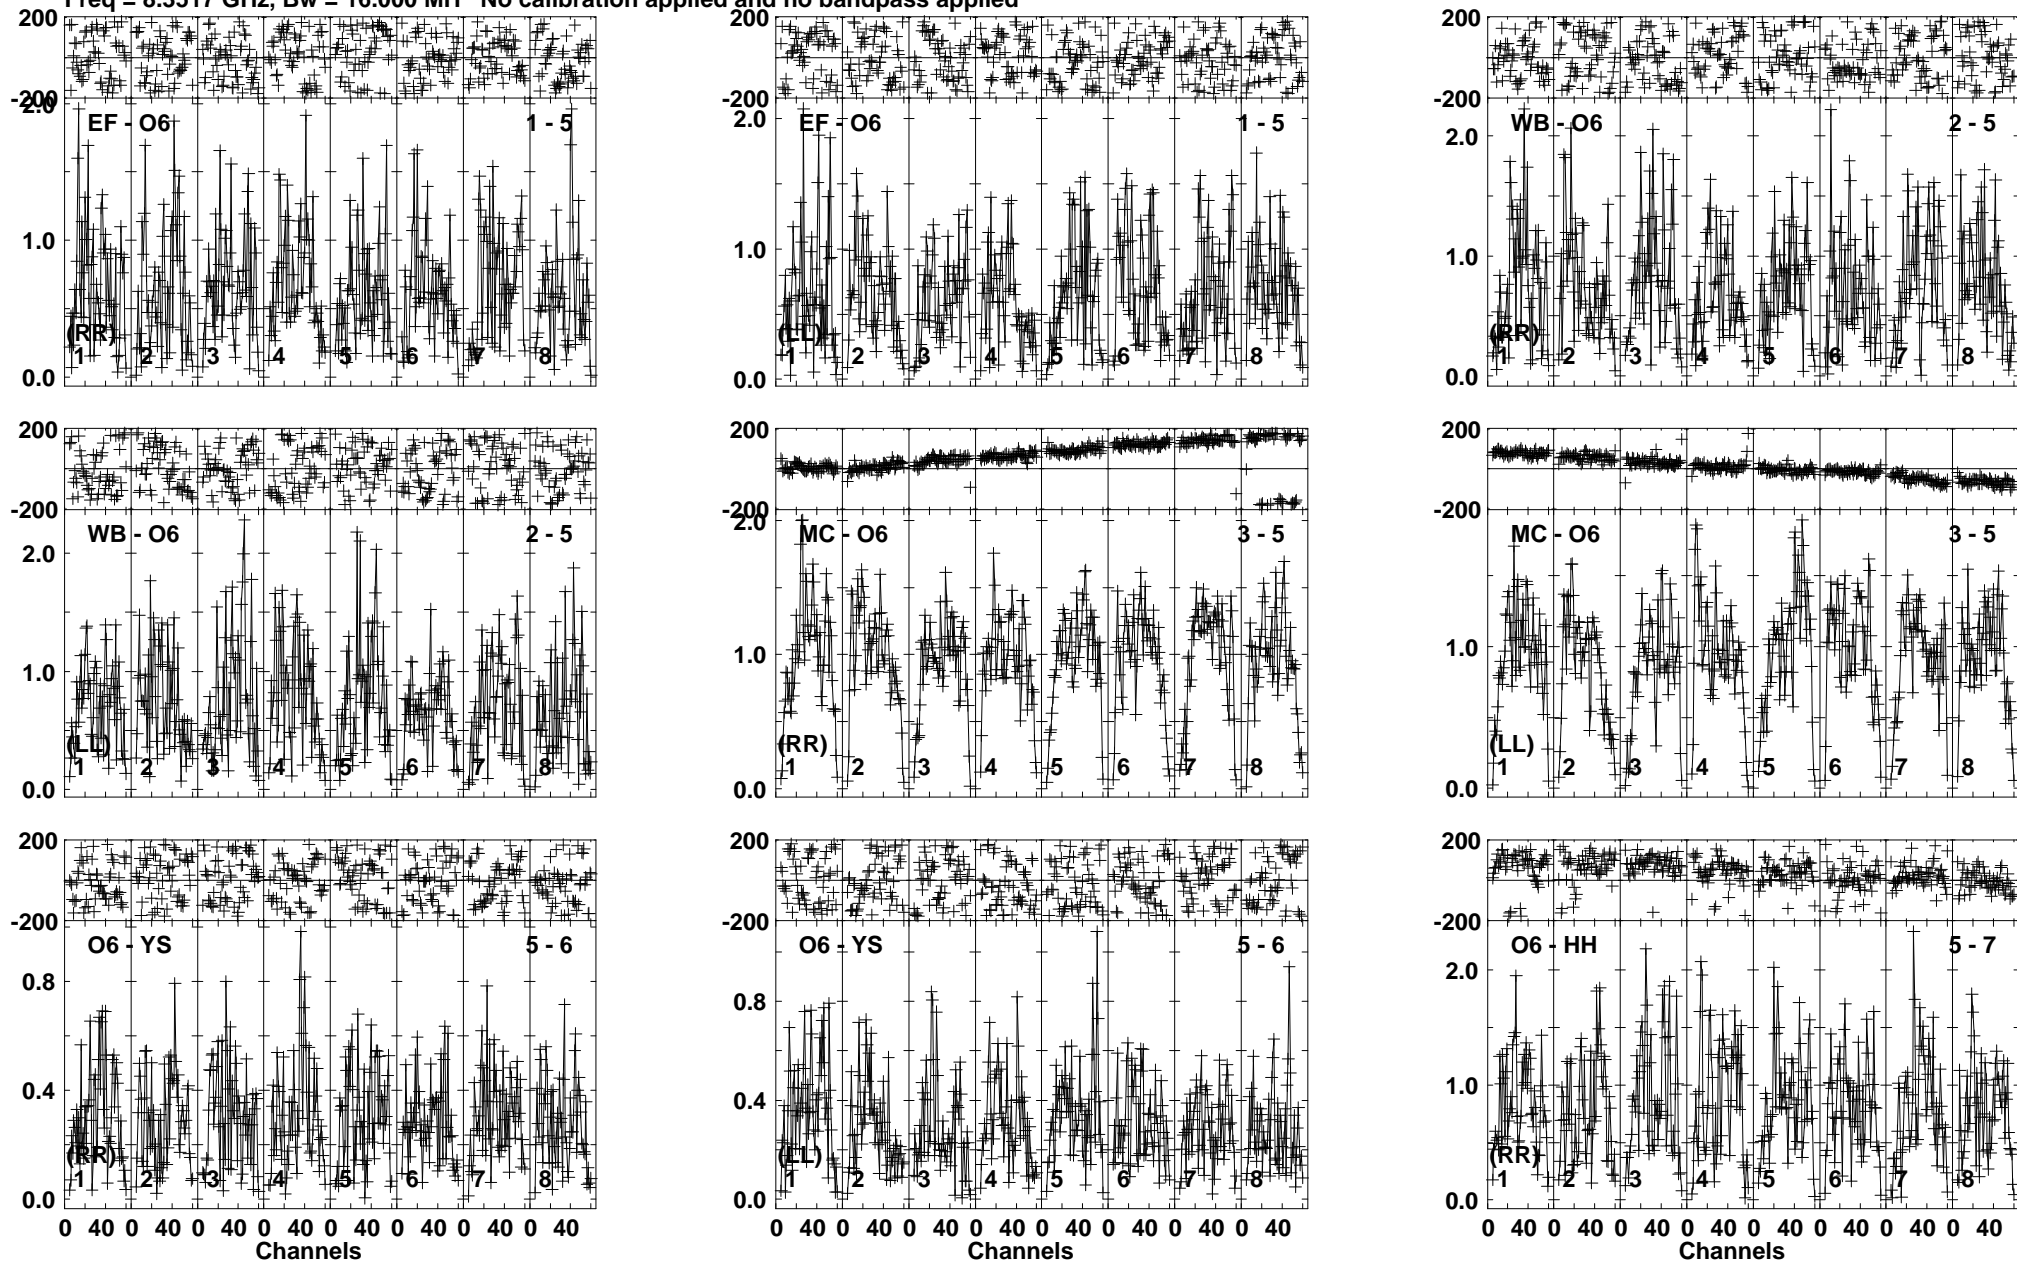 Freq = 8.3517 GHz, Bw = 16.000 MH No calibration applied and no bandpass applied
200 200 200
-200 -200 -200
2.0 EF - O6 1 - 5 2.0 EF - O6 1 - 5 2.0 WB - O6 2 - 5
1.0 1.0 1.0
(RR) (LL) (RR)
1 2 3 4 5 6 7 8 1 2 3 4 5 6 7 8 1 2 3 4 5 6 7 8
0.0 0.0 0.0
200 200 200
-200 -200 -200
2.0 WB - O6 2 - 5 2.0 MC - O6 3 - 5 MC - O6 3 - 5
1.0 1.0 1.0
(LL) (RR) (LL)
1 2 3 4 5 6 7 8 1 2 3 4 5 6 7 8 1 2 3 4 5 6 7 8
0.0 0.0 0.0
200 200 200
-200 -200 -200
O6 - YS 5 - 6 O6 - YS 5 - 6 O6 - HH 5 - 7
0.8 0.8 2.0
0.4 0.4 1.0
(RR) (LL) (RR)
1 2 3 4 5 6 7 8 1 2 3 4 5 6 7 8 1 2 3 4 5 6 7 8
0.0 0.0 0.0
0 40 0 40 0 40 0 40 0 40 0 40 0 40 0 40 0 40 0 40 0 40 0 40 0 40 0 40 0 40 0 40 0 40 0 40 0 40 0 40 0 40 0 40 0 40 0 40
Channels Channels